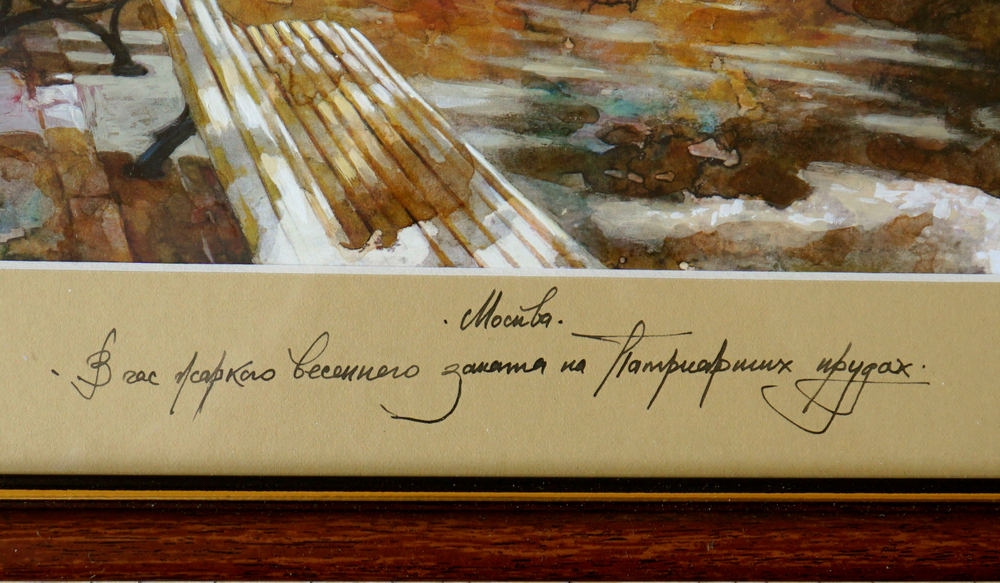 · Москва.
· В час жаркого весеннего заката на Патриарших прудах.